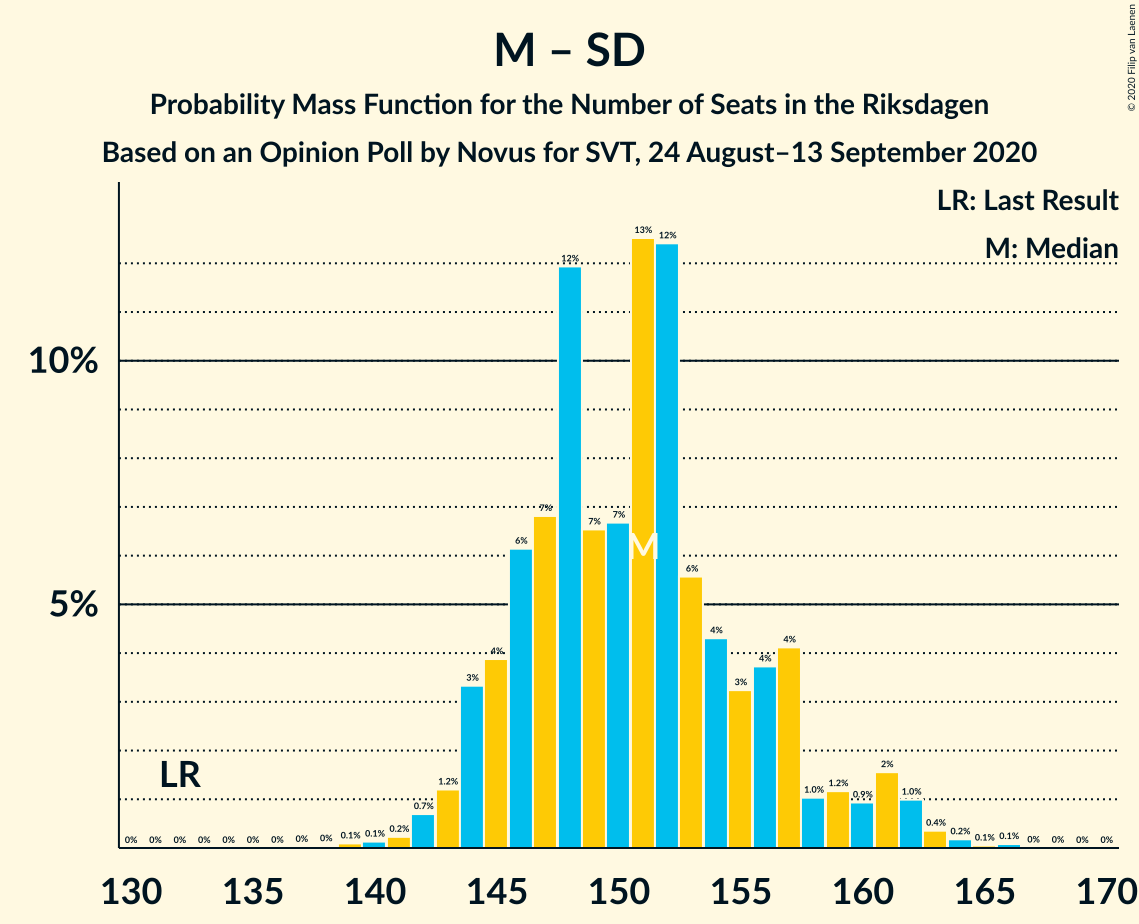 M – SD
Probability Mass Function for the Number of Seats in the Riksdagen
Based on an Opinion Poll by Novus for SVT, 24 August–13 September 2020
© 2020 Filip van Laenen
LR: Last Result
M: Median
10%
5%
0% 0% 0% 0% 0% 0% 0% 0% 0% 0.1% 0.1% 0.2% 0.7% 1.2% 3% 4% 6% 7% 12% 7% 7% 13% 12% 6% 4% 3% 4% 4% 1.0% 1.2% 0.9% 2% 1.0% 0.4% 0.2% 0.1% 0.1% 0% 0% 0% 0%
M
LR
130 135 140 145 150 155 160 165 170